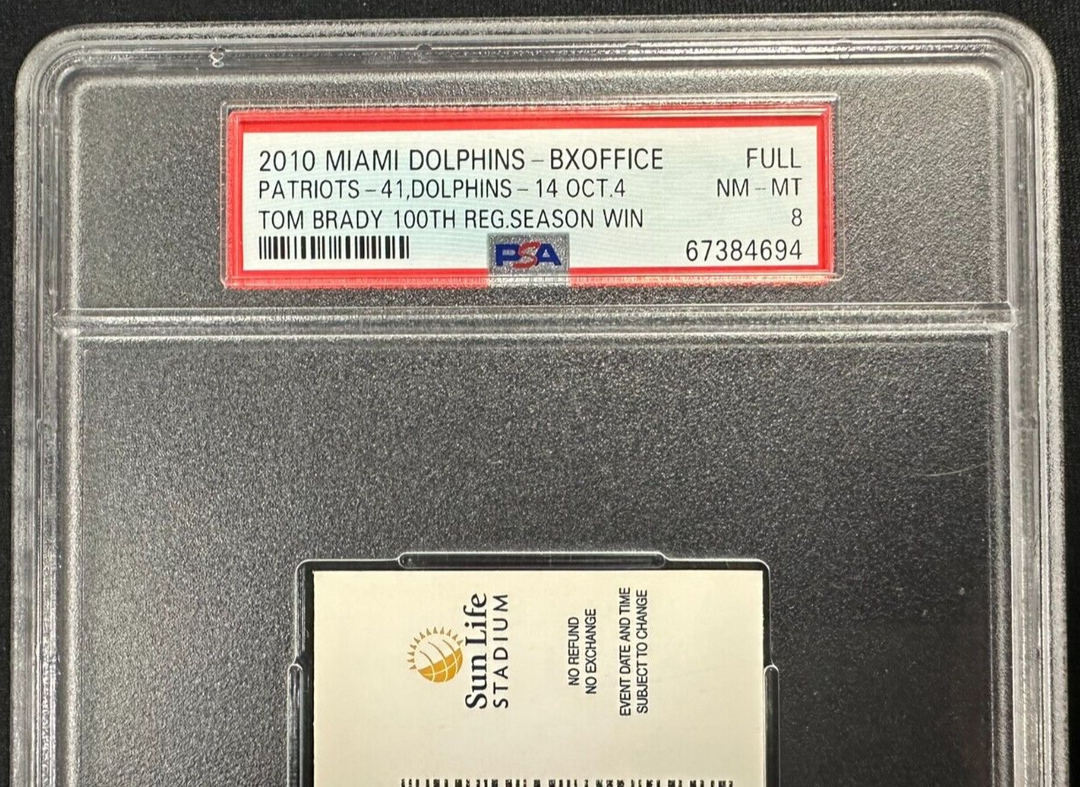 2010 MIAMI DOLPHINS - BXOFFICE FULL
PATRIOTS - 41,DOLPHINS - 14 OCT.4 NM - MT
TOM BRADY 100TH REG.SEASON WIN 8
PSA 67384694
Sun Life
STADIUM
NO REFUND
NO EXCHANGE
EVENT DATE AND TIME
SUBJECT TO CHANGE